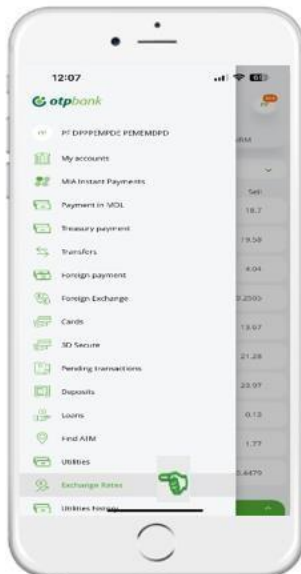 12:07
otpbank
My accounts
MIA Instant Payments
Payment in MDL
Treasury payment
Transfers
Foreign payment
Foreign Exchange
Cards
3D Secure
Pending transactions
Deposits
Loans
Find ATM
Utilities
Exchange Rates
Utilities history
Sell
18.7
19.58
4.04
13.67
21.28
23.97
0.13
1.77